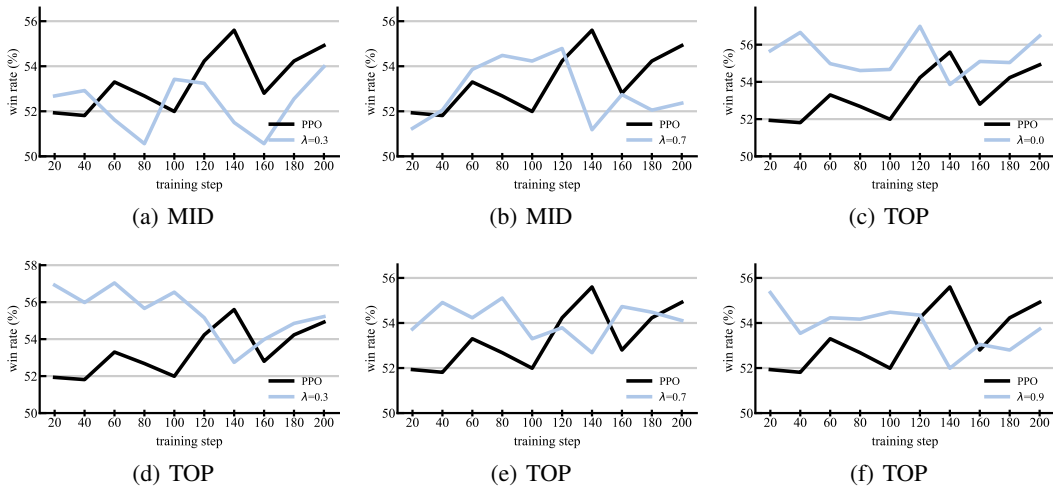 56
54
52
50
win rate (%)
PPO
λ=0.3
20 40 60 80 100 120 140 160 180 200
training step
(a) MID
56
54
52
50
win rate (%)
PPO
λ=0.7
20 40 60 80 100 120 140 160 180 200
training step
(b) MID
56
54
52
50
win rate (%)
PPO
λ=0.0
20 40 60 80 100 120 140 160 180 200
training step
(c) TOP
58
56
54
52
50
win rate (%)
PPO
λ=0.3
20 40 60 80 100 120 140 160 180 200
training step
(d) TOP
56
54
52
50
win rate (%)
PPO
λ=0.7
20 40 60 80 100 120 140 160 180 200
training step
(e) TOP
56
54
52
50
win rate (%)
PPO
λ=0.9
20 40 60 80 100 120 140 160 180 200
training step
(f) TOP